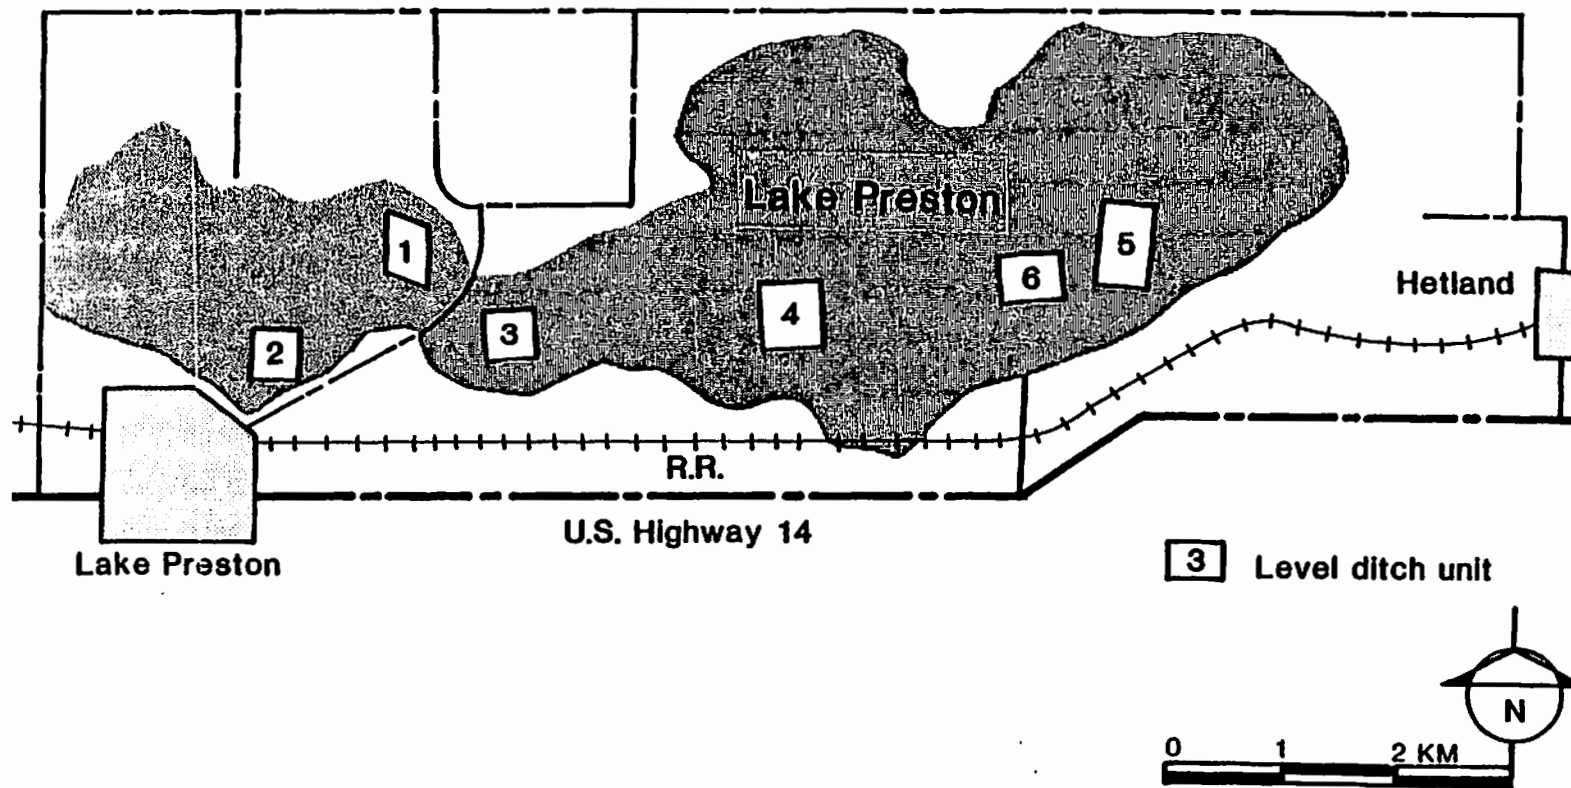 Lake Preston
1
5
6
Hetland
4
3
2
R.R.
U.S. Highway 14
Lake Preston
3 Level ditch unit
N
0 1 2 KM